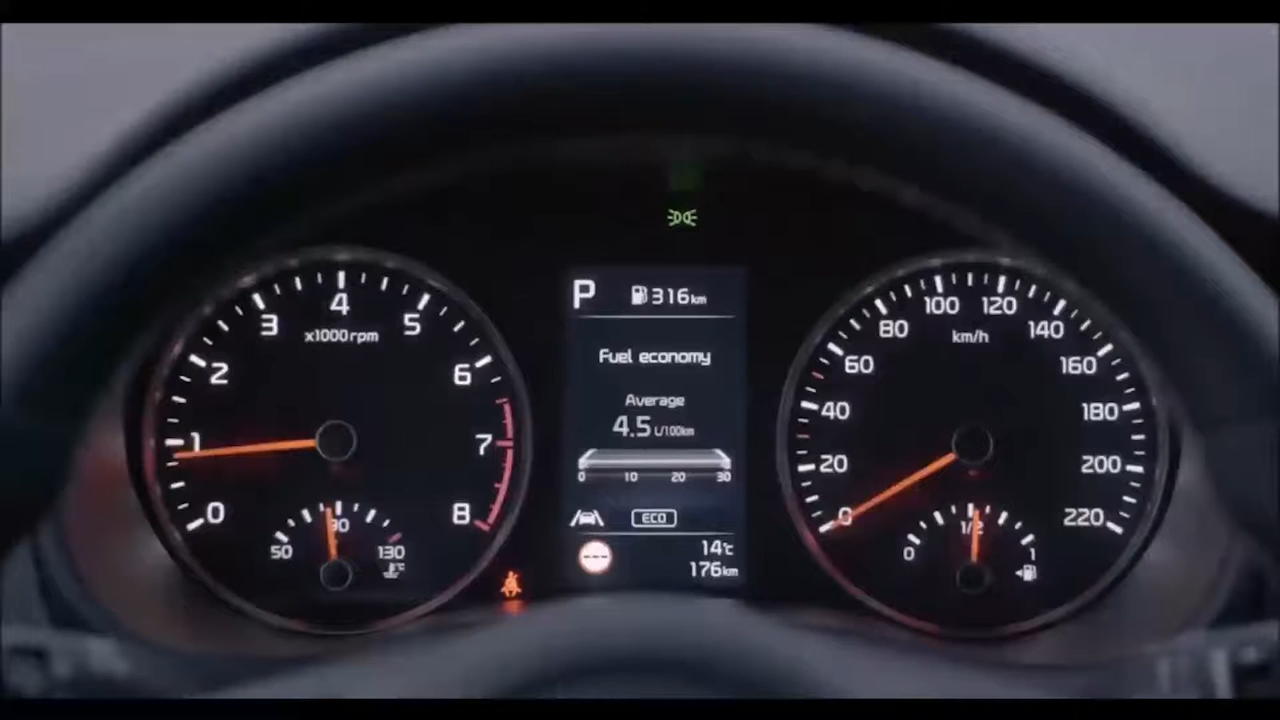 P 316km
Fuel economy
Average
4.5 L/100km
0 10 20 30
ECO
14°C
176km
0 1 2 3 4 5 6 7 8
x1000rpm
50 90 130
°C
0 20 40 60 80 100 120 140 160 180 200 220
km/h
0 1/2 1